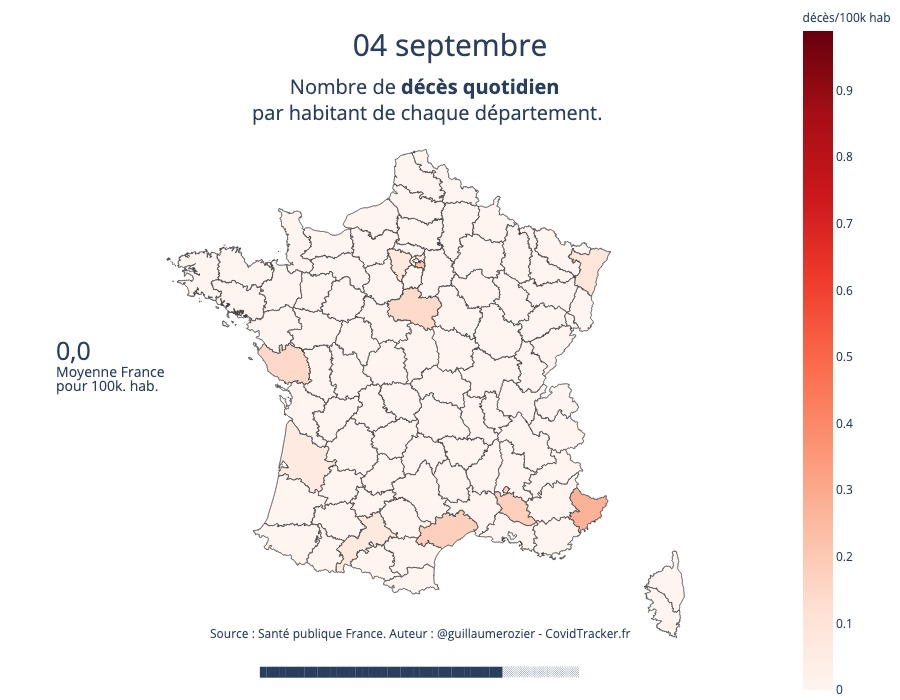 décès/100k hab
04 septembre
Nombre de décès quotidien
par habitant de chaque département.
0.9
0.8
0.7
0.6
0.5
0.4
0.3
0.2
0.1
0
0,0
Moyenne France
pour 100k. hab.
Source : Santé publique France. Auteur : @guillaumerozier - CovidTracker.fr